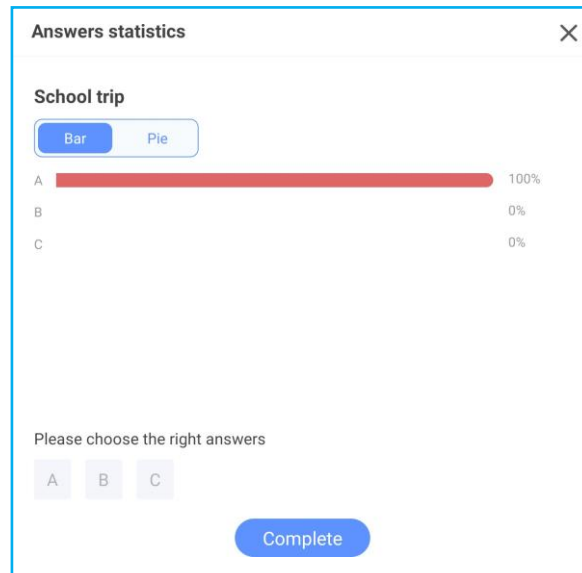 Answers statistics
School trip
Bar Pie
A 100%
B 0%
C 0%
Please choose the right answers
A B C
Complete